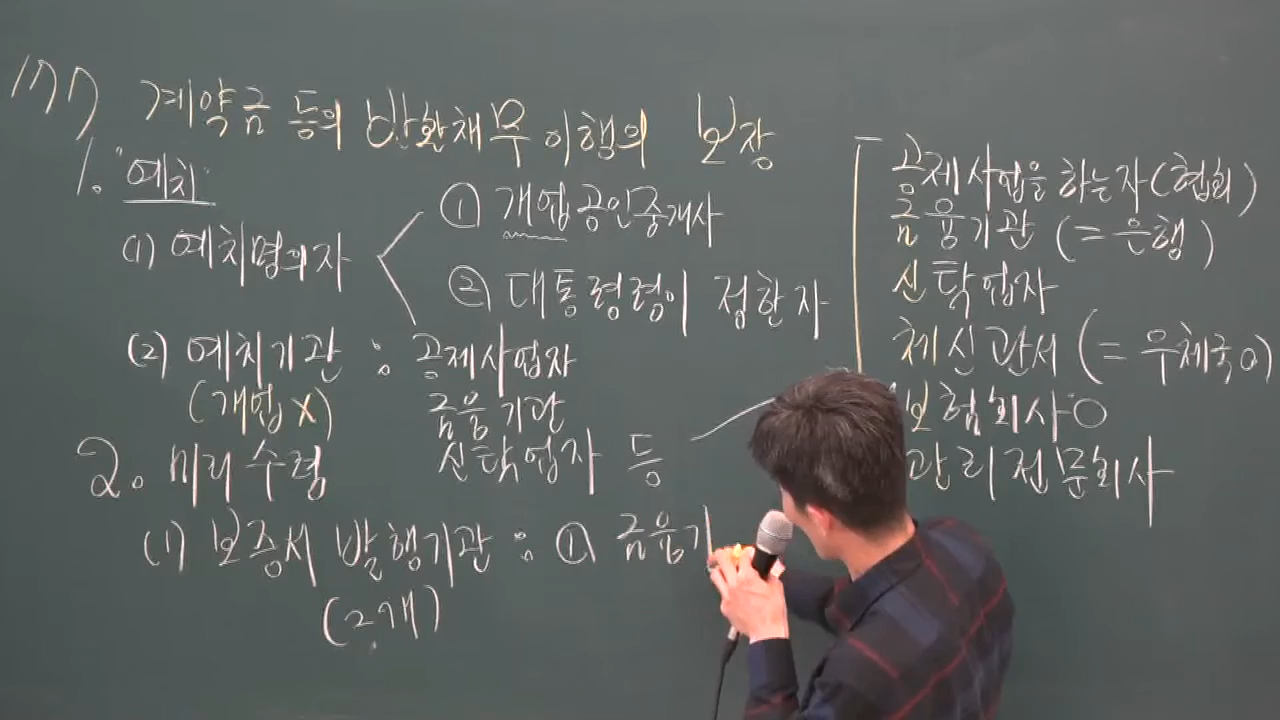 177 계약금 등의 반환채무이행의 보장
1. "예치"
(1) 예치명의자
① 개업공인중개사
② 대통령령이 정한 자
(2) 예치기관 : 공제사업자
(개업X) 금융기관
신탁업자 등
공제사업을 하는 자(협회)
금융기관 (= 은행)
신탁업자
체신관서 (= 우체국 O)
보험회사 O
관리전문회사
2. 미리 수령
(1) 보증서 발행기관 : ① 금융기
(2개)